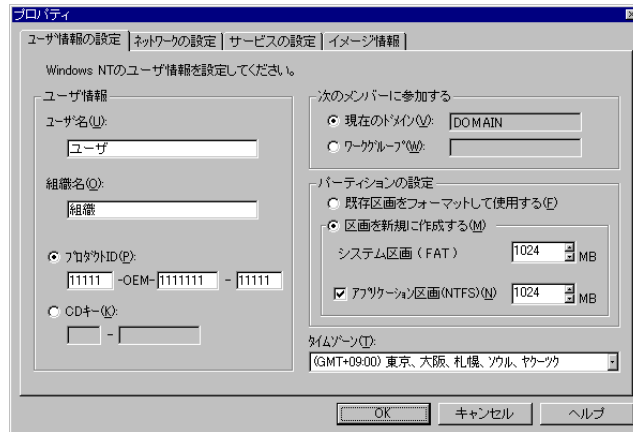 プロパティ
ユーザ情報の設定 ネットワークの設定 サービスの設定 イメージ情報
Windows NTのユーザ情報を設定してください。
ユーザ情報
ユーザ名(U):
ユーザ
組織名(O):
組織
プロダクトID(P):
11111 -OEM- 1111111 - 11111
CDキー(K):
-
次のメンバーに参加する
現在のドメイン(V): DOMAIN
ワークグループ(W):
パーティションの設定
既存区画をフォーマットして使用する(F)
区画を新規に作成する(M)
システム区画(FAT) 1024 MB
アプリケーション区画(NTFS)(N) 1024 MB
タイムゾーン(T):
(GMT+09:00) 東京、大阪、札幌、ソウル、ヤクーツク
OK キャンセル ヘルプ